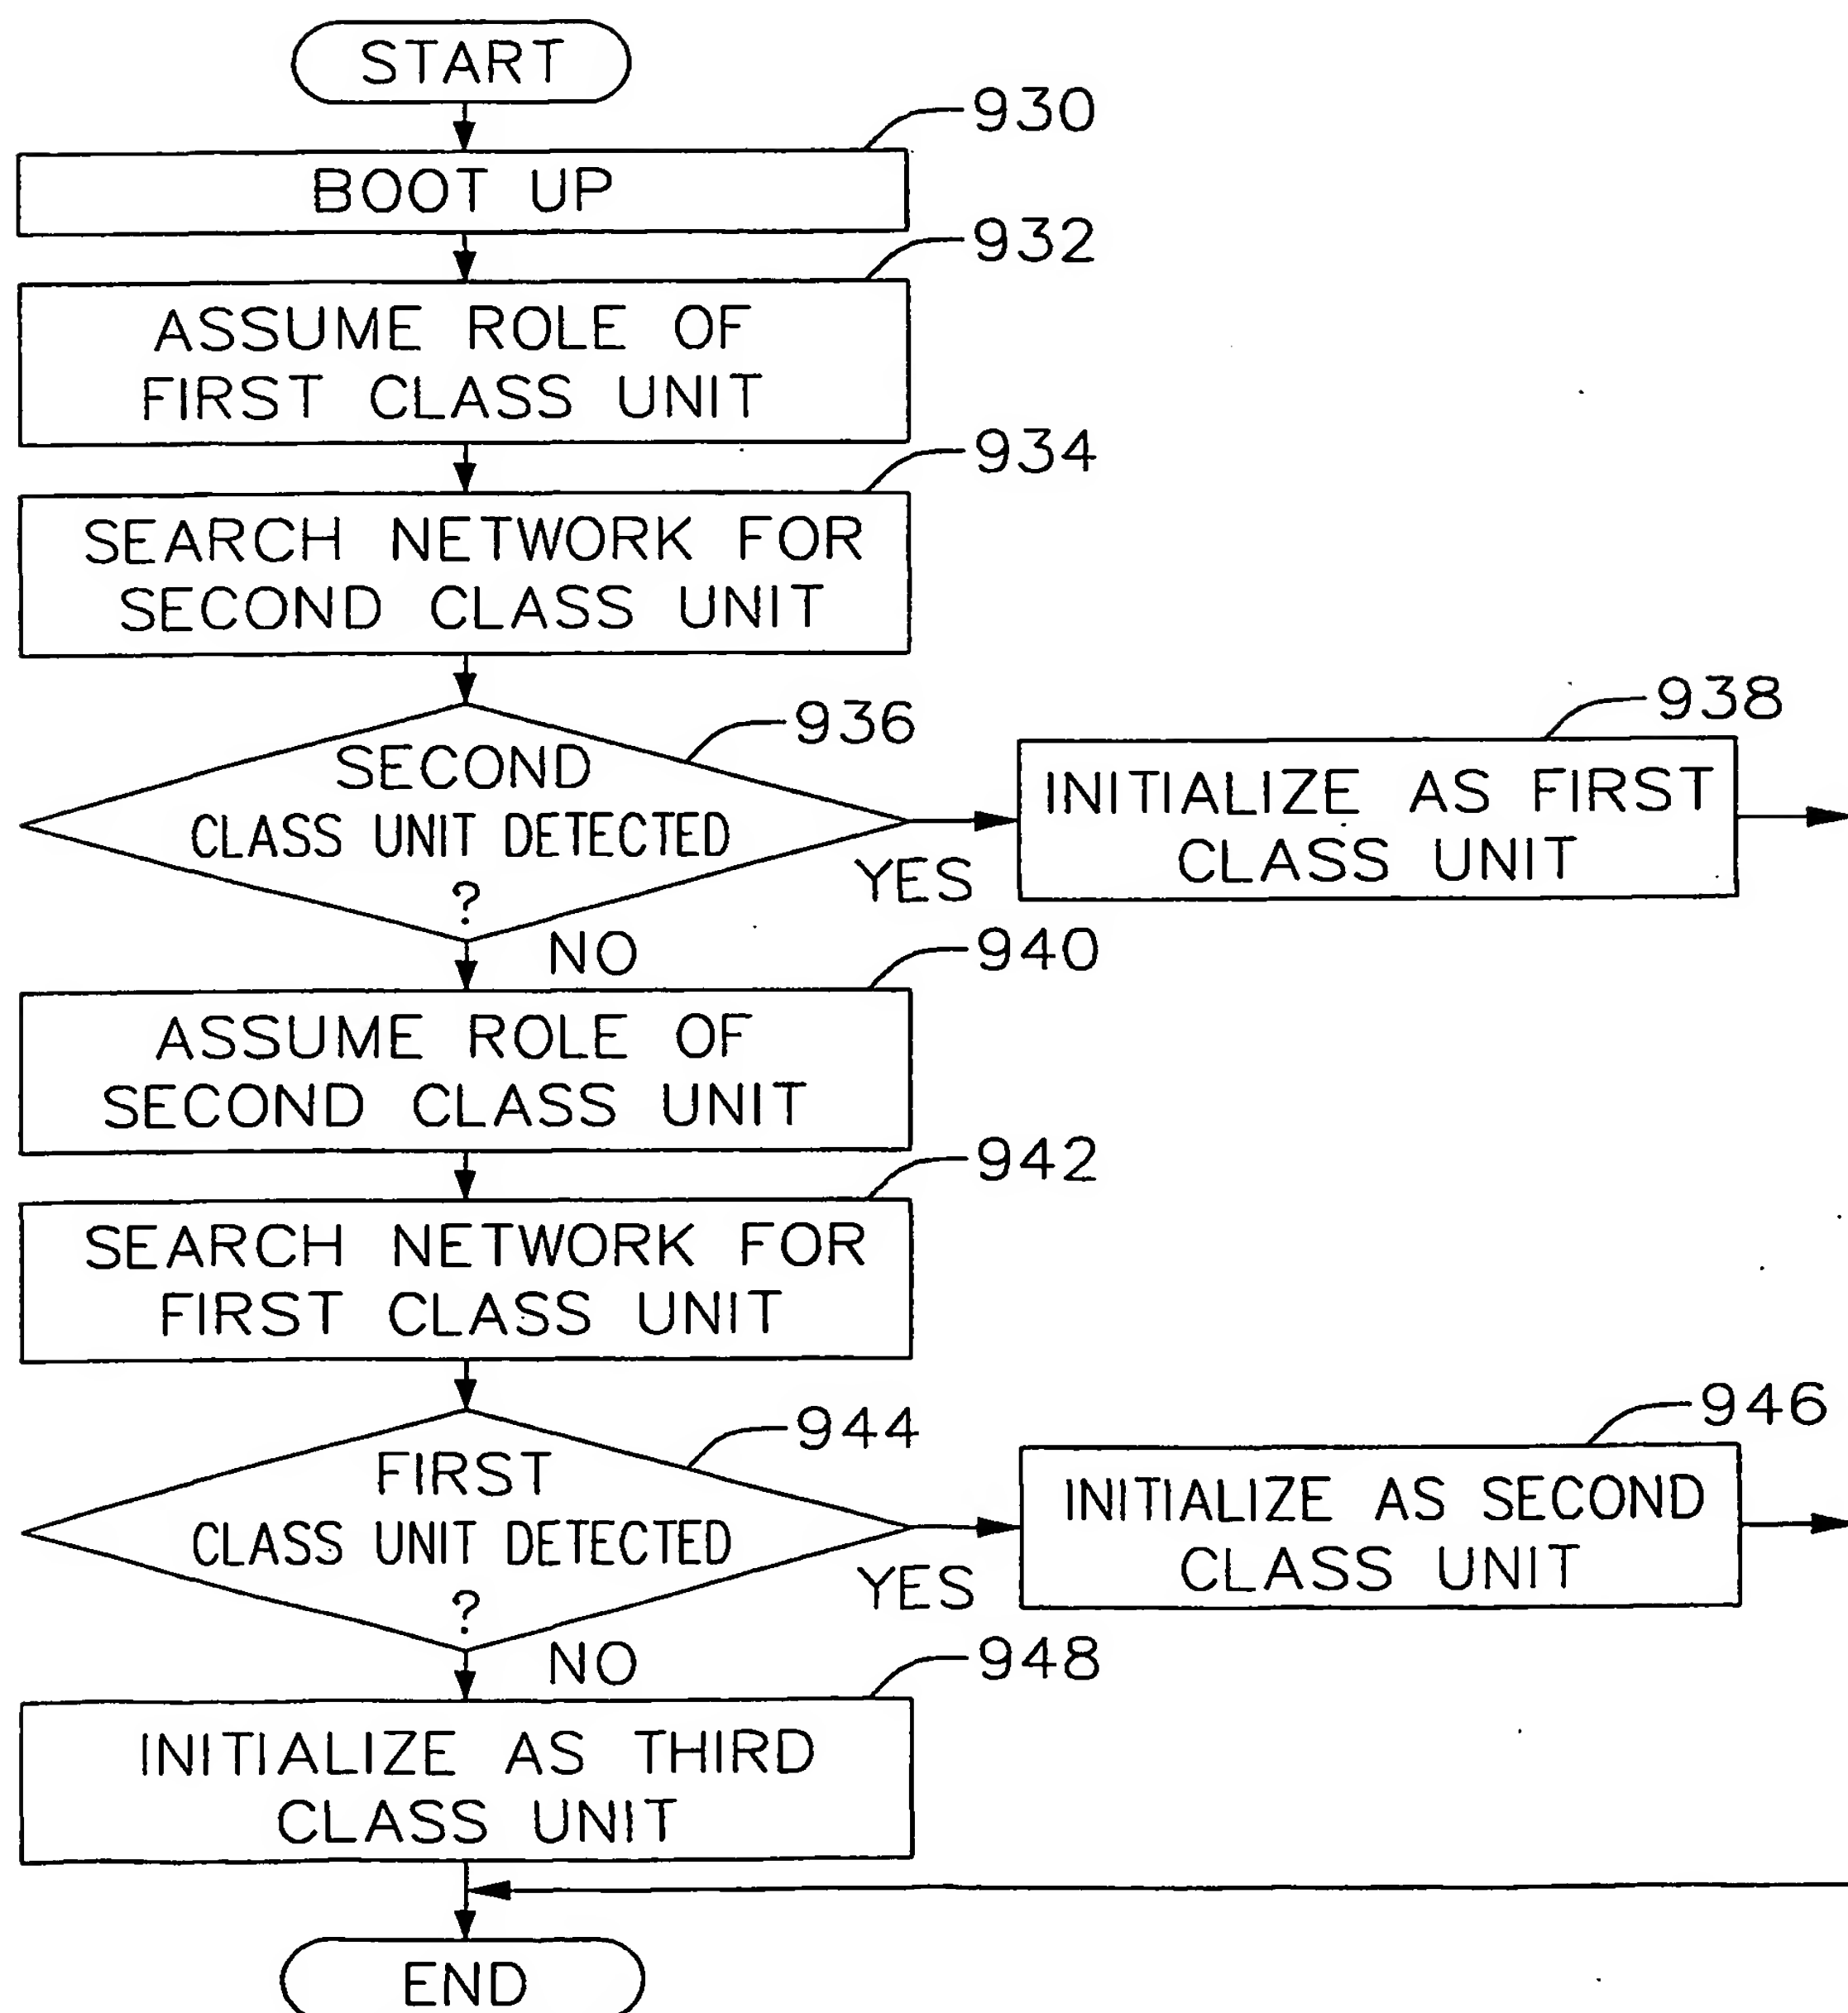 START
930
BOOT UP
932
ASSUME ROLE OF
FIRST CLASS UNIT
934
SEARCH NETWORK FOR
SECOND CLASS UNIT
936
SECOND
CLASS UNIT DETECTED
?
YES
938
INITIALIZE AS FIRST
CLASS UNIT
NO
940
ASSUME ROLE OF
SECOND CLASS UNIT
942
SEARCH NETWORK FOR
FIRST CLASS UNIT
944
FIRST
CLASS UNIT DETECTED
?
YES
946
INITIALIZE AS SECOND
CLASS UNIT
NO
948
INITIALIZE AS THIRD
CLASS UNIT
END